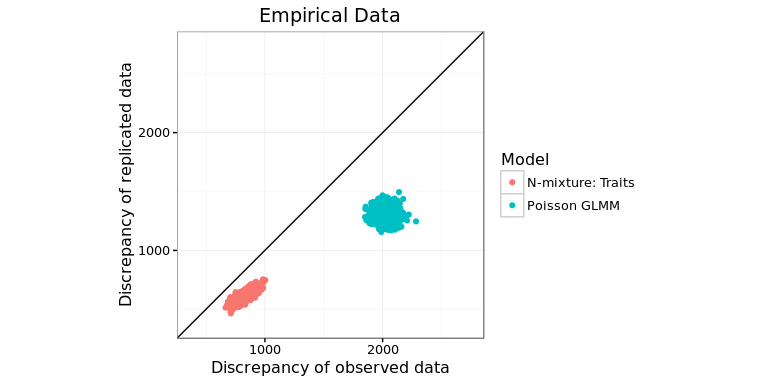 Empirical Data
Discrepancy of replicated data
2000
1000
1000
2000
Discrepancy of observed data
Model
N-mixture: Traits
Poisson GLMM